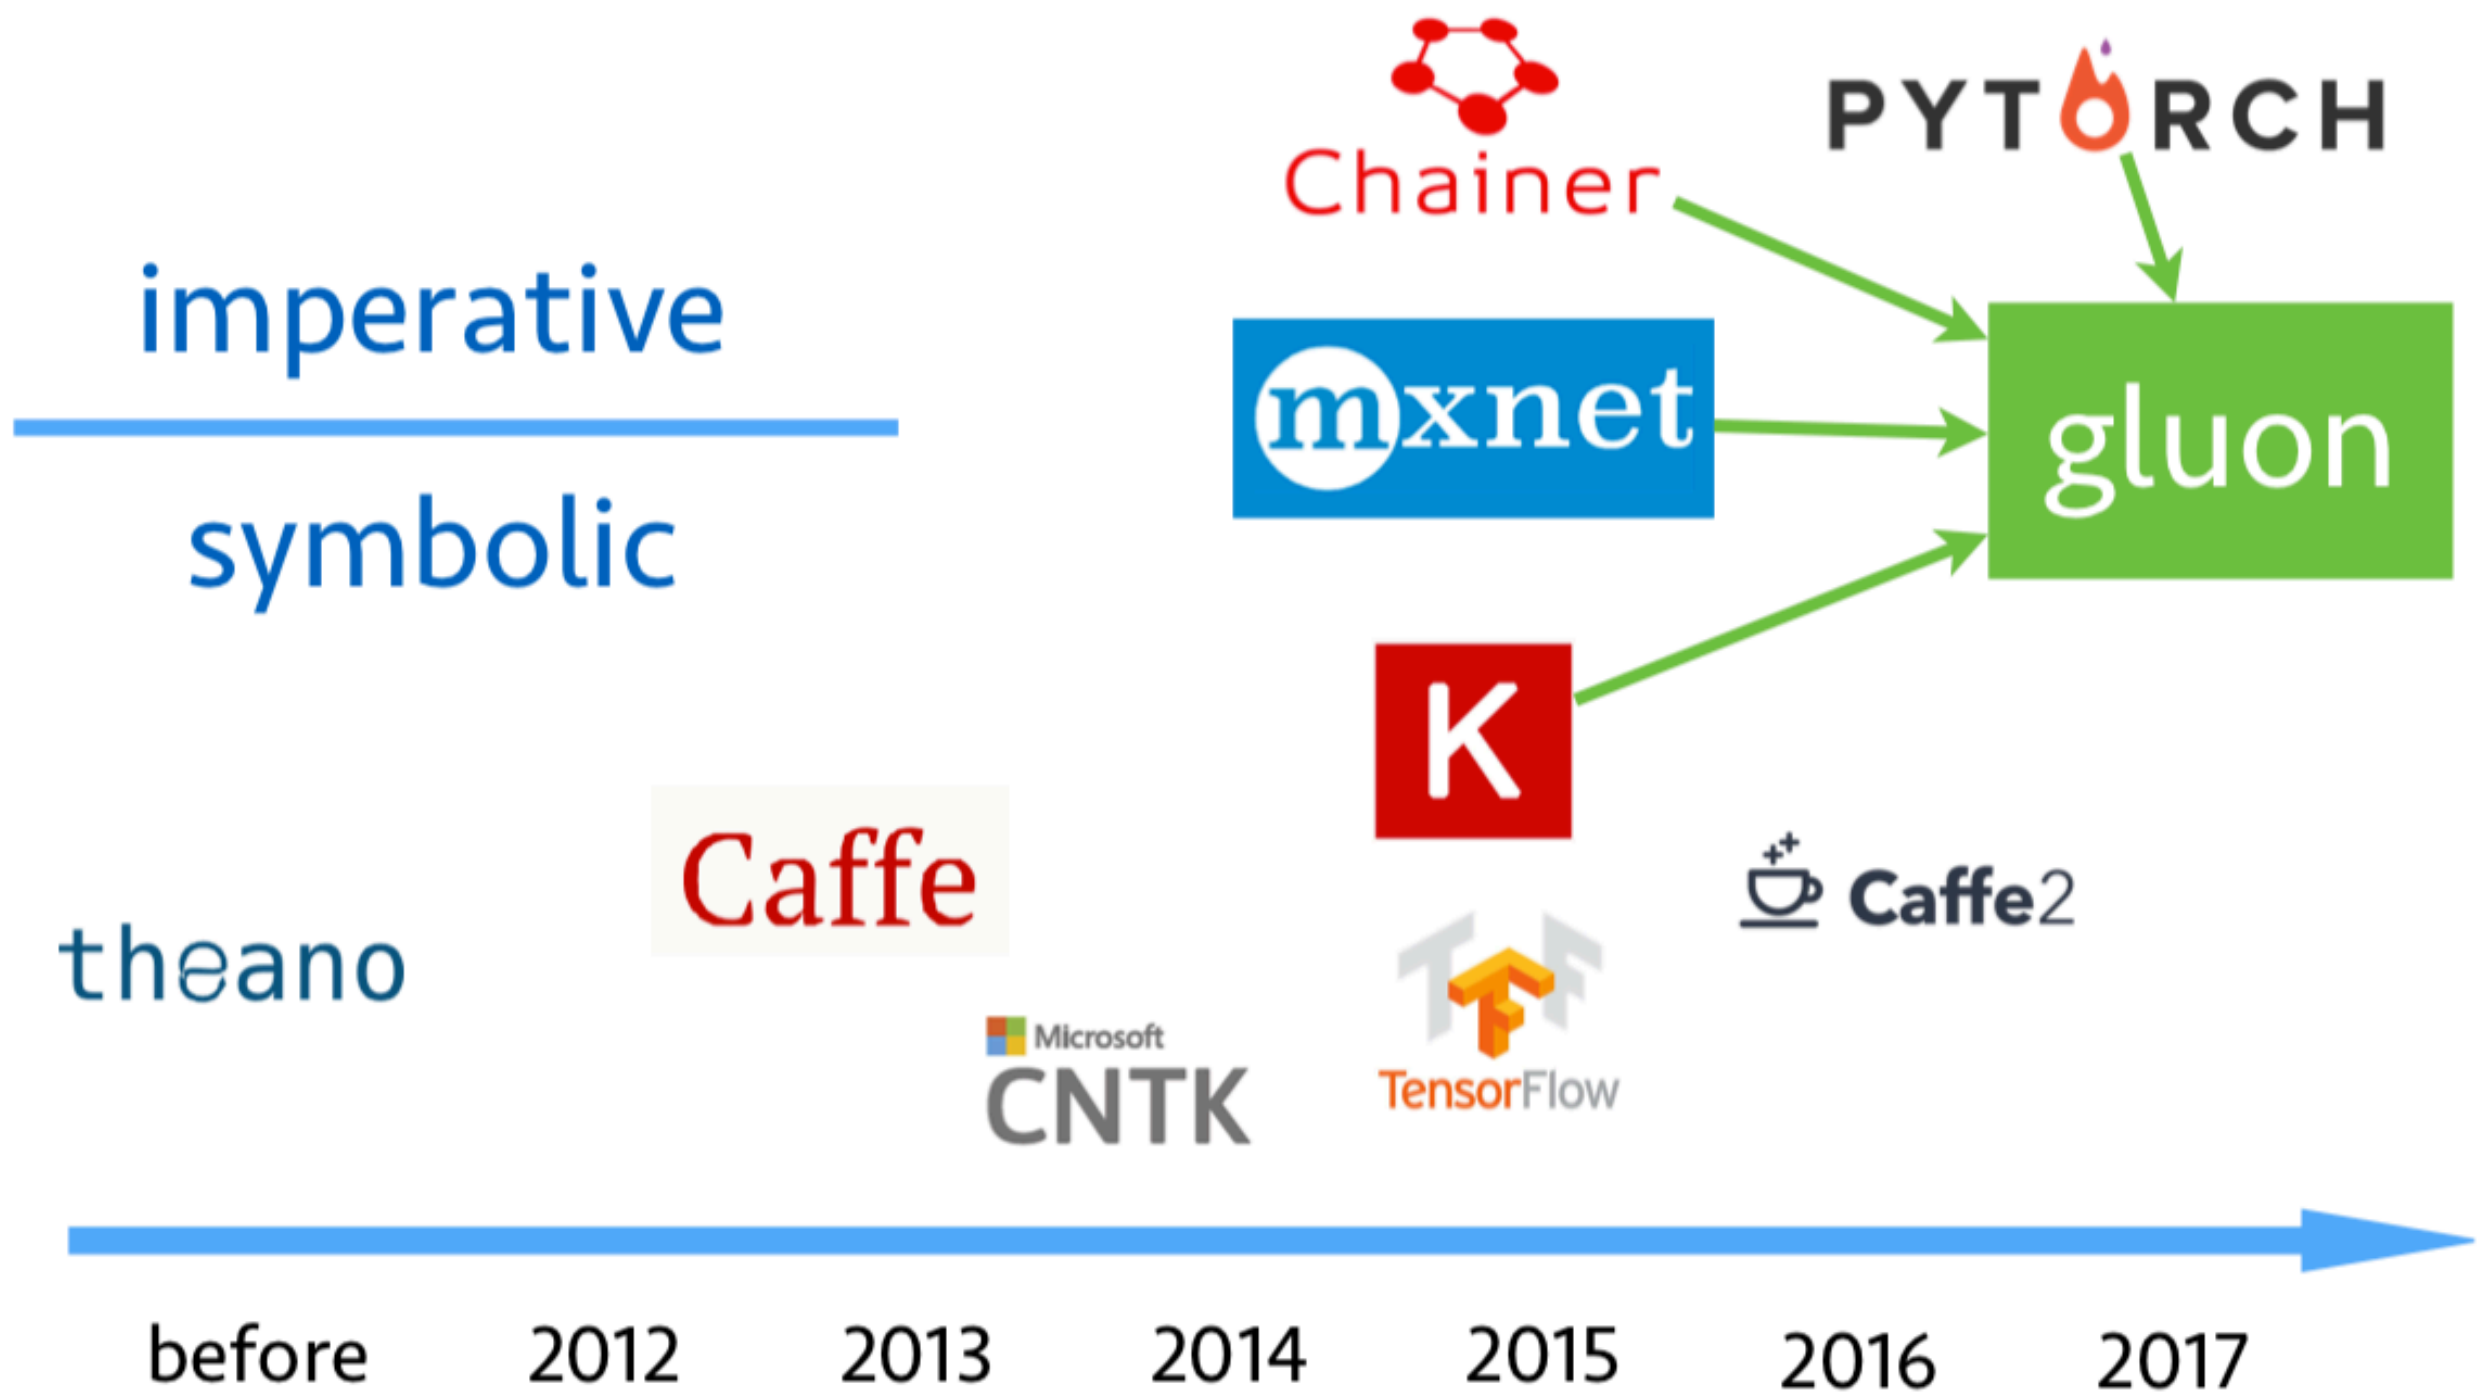 Chainer
PYTORCH
imperative
mxnet
gluon
symbolic
K
Caffe
Caffe2
theano
Microsoft
CNTK
TF
TensorFlow
before 2012 2013 2014 2015 2016 2017